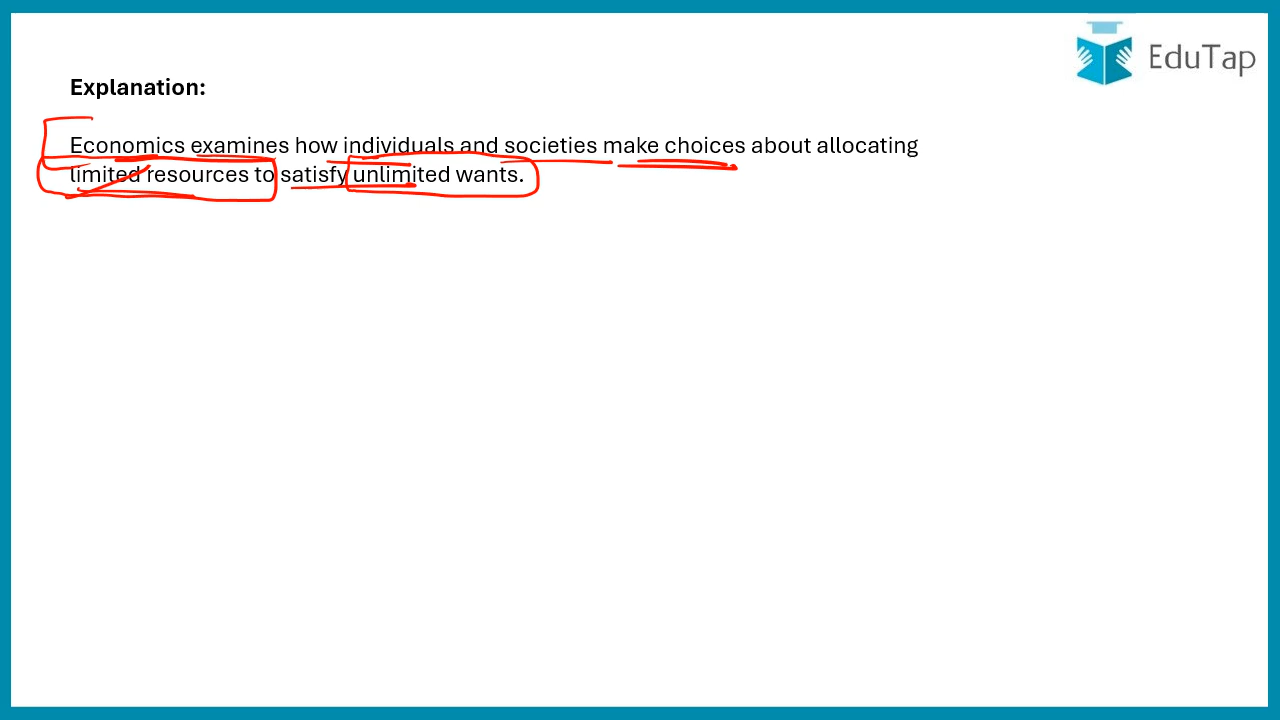 EduTap
Explanation:
Economics examines how individuals and societies make choices about allocating
limited resources to satisfy unlimited wants.